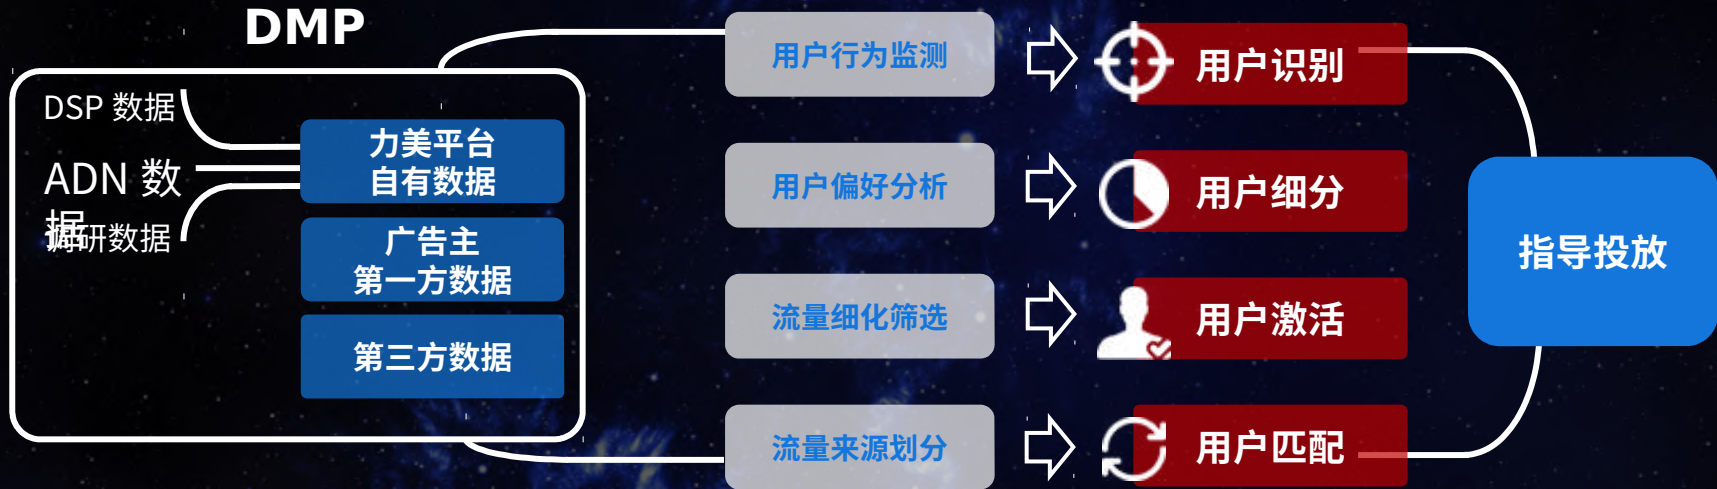 DMP
DSP 数据
ADN 数
据
调研数据
力美平台
自有数据
广告主
第一方数据
第三方数据
用户行为监测
用户偏好分析
流量细化筛选
流量来源划分
用户识别
用户细分
用户激活
用户匹配
指导投放